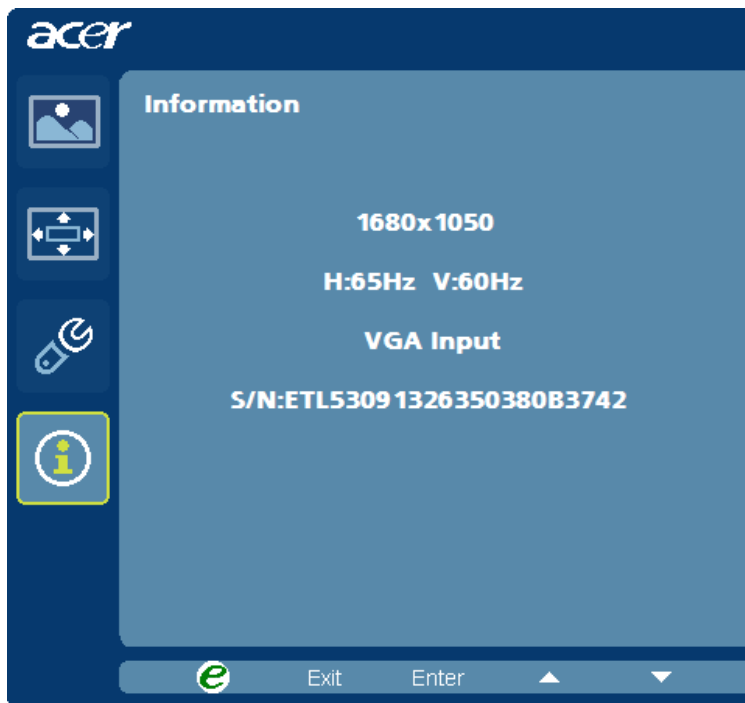 acer
Information
1680x1050
H:65Hz V:60Hz
VGA Input
S/N:ETL53091326350380B3742
e Exit Enter